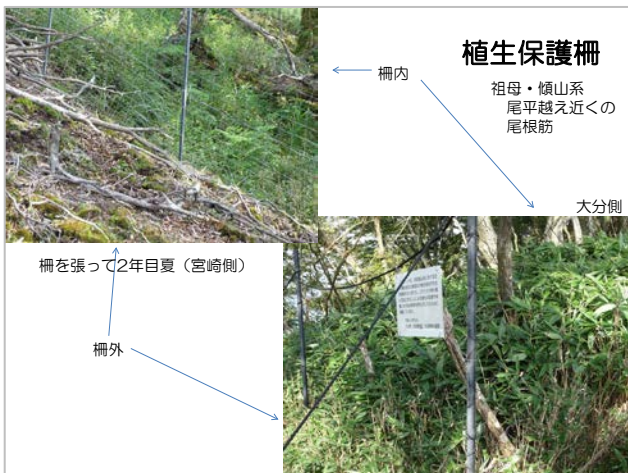 植生保護柵
柵内
祖母・傾山系
尾平越え近くの
尾根筋
大分側
柵を張って2年目夏（宮崎側）
柵外